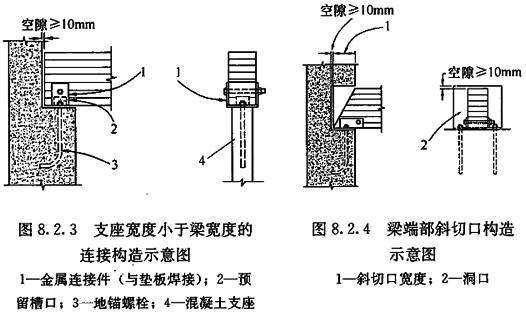 空隙≥10mm
1
2
3
1
4
空隙≥10mm
1
空隙≥10mm
2
图 8.2.3 支座宽度小于梁宽度的
连接构造示意图
1—金属连接件（与垫板焊接）；2—预
留槽口；3—地锚螺栓；4—混凝土支座
图 8.2.4 梁端部斜切口构造
示意图
1—斜切口宽度；2—洞口